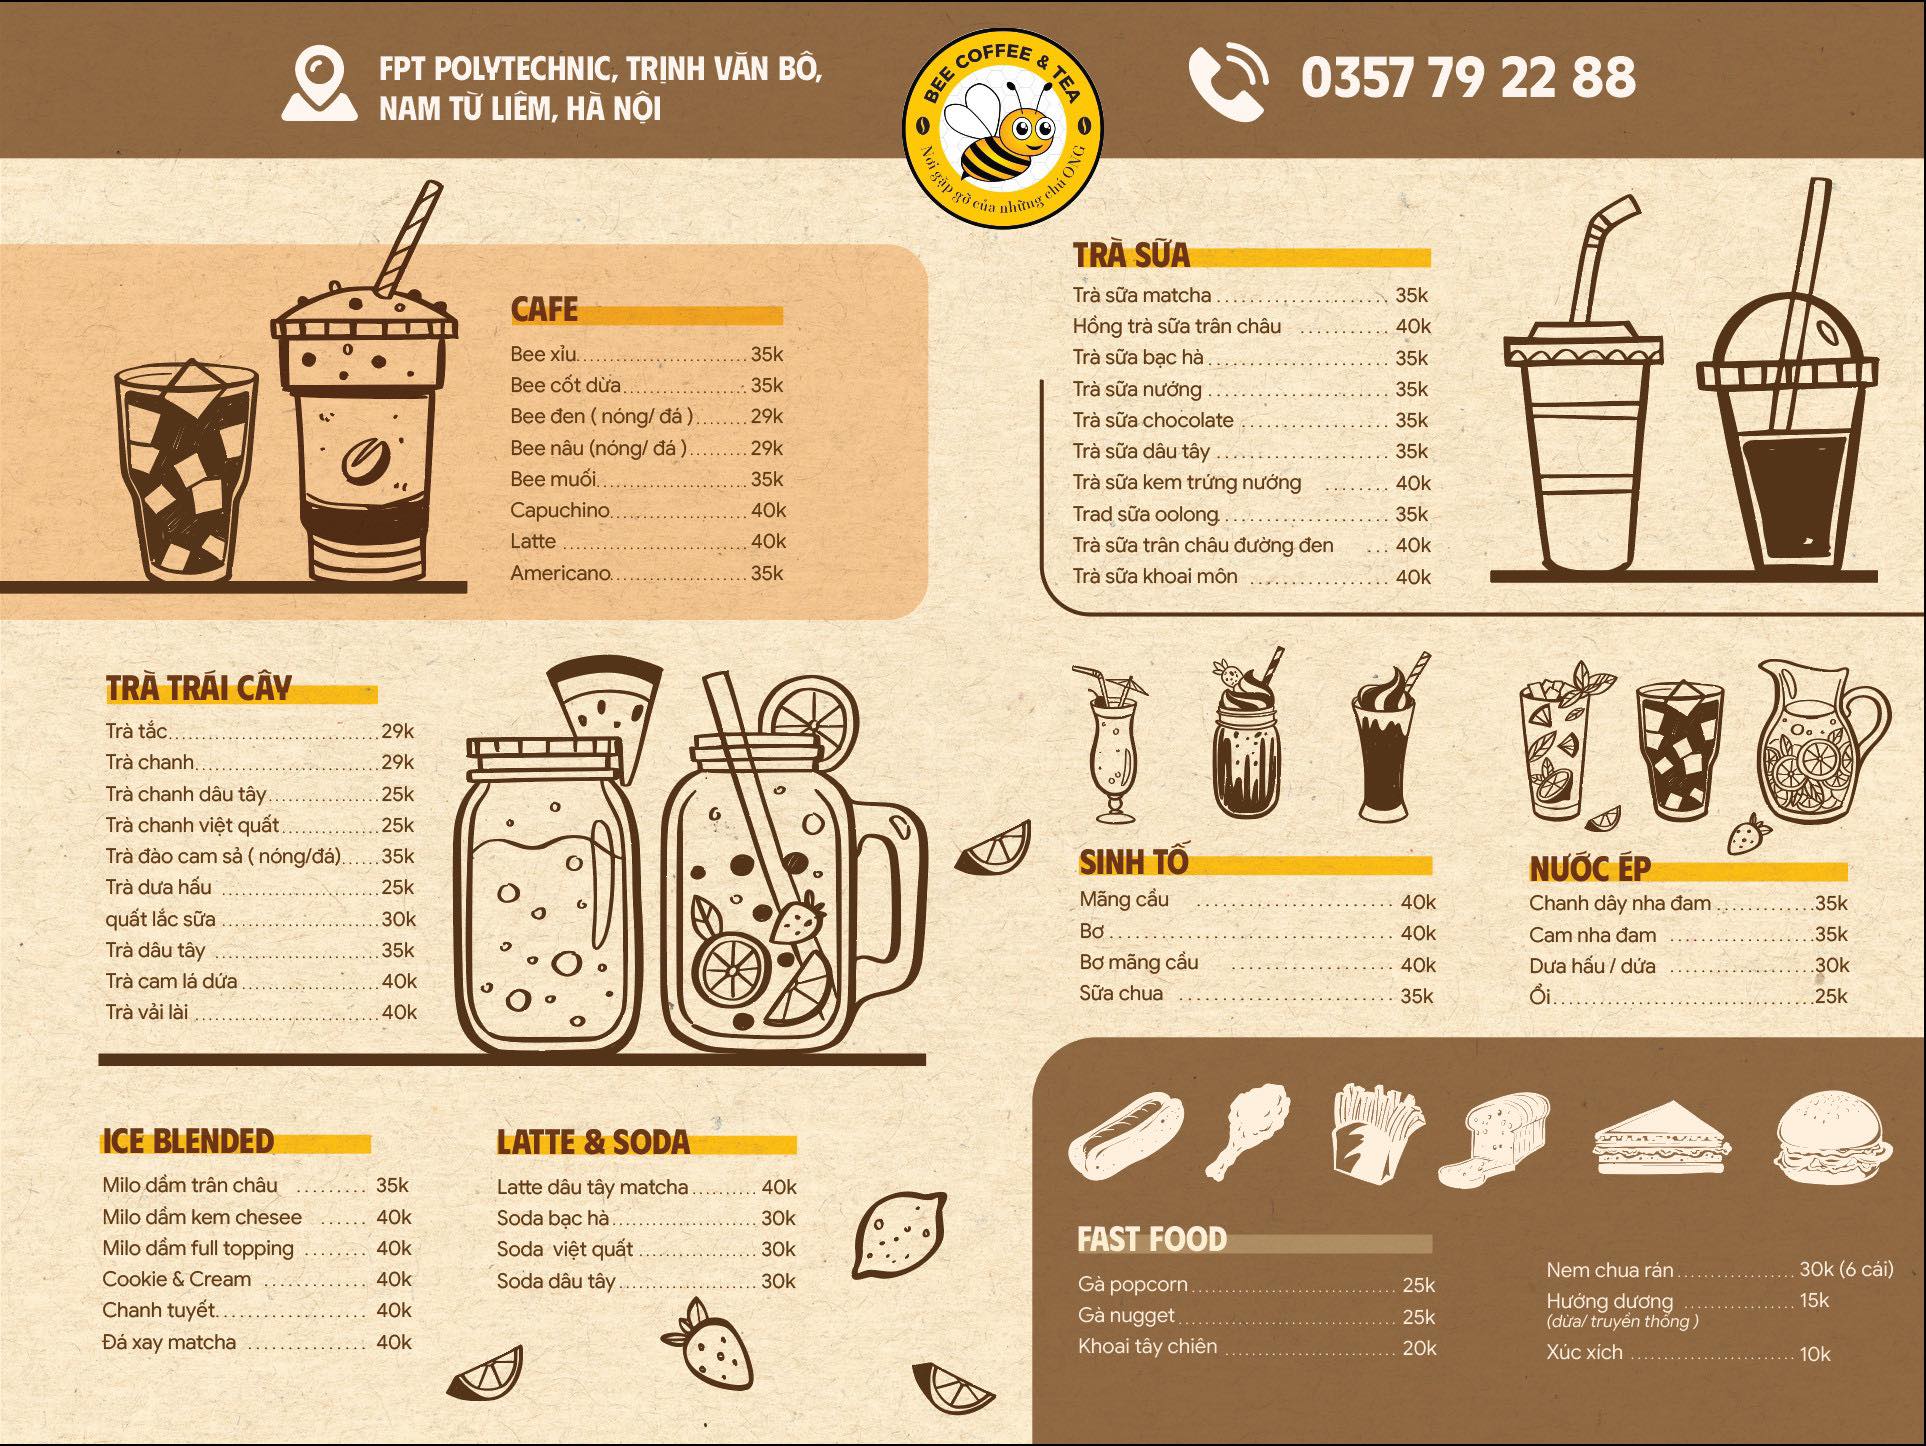 FPT POLYTECHNIC, TRỊNH VĂN BÔ,
NAM TỪ LIÊM, HÀ NỘI
BEE COFFEE & TEA
Nơi gặp gỡ của những chú ONG
0357 79 22 88
CAFE
Bee xỉu 35k
Bee cốt dừa 35k
Bee đen ( nóng/ đá ) 29k
Bee nâu (nóng/ đá ) 29k
Bee muối 35k
Capuchino 40k
Latte 40k
Americano 35k
TRÀ SỮA
Trà sữa matcha 35k
Hồng trà sữa trân châu 40k
Trà sữa bạc hà 35k
Trà sữa nướng 35k
Trà sữa chocolate 35k
Trà sữa dâu tây 35k
Trà sữa kem trứng nướng 40k
Trad sữa oolong 35k
Trà sữa trân châu đường đen 40k
Trà sữa khoai môn 40k
TRÀ TRÁI CÂY
Trà tắc 29k
Trà chanh 29k
Trà chanh dâu tây 25k
Trà chanh việt quất 25k
Trà đào cam sả ( nóng/đá) 35k
Trà dưa hấu 25k
quất lắc sữa 30k
Trà dâu tây 35k
Trà cam lá dứa 40k
Trà vải lài 40k
SINH TỐ
Mãng cầu 40k
Bơ 40k
Bơ mãng cầu 40k
Sữa chua 35k
NƯỚC ÉP
Chanh dây nha đam 35k
Cam nha đam 35k
Dưa hấu / dứa 30k
Ổi 25k
ICE BLENDED
Milo dầm trân châu 35k
Milo dầm kem chesee 40k
Milo dầm full topping 40k
Cookie & Cream 40k
Chanh tuyết 40k
Đá xay matcha 40k
LATTE & SODA
Latte dâu tây matcha 40k
Soda bạc hà 30k
Soda việt quất 30k
Soda dâu tây 30k
FAST FOOD
Gà popcorn 25k
Gà nugget 25k
Khoai tây chiên 20k
Nem chua rán 30k (6 cái)
Hướng dương 15k
(dừa/ truyền thống )
Xúc xích 10k